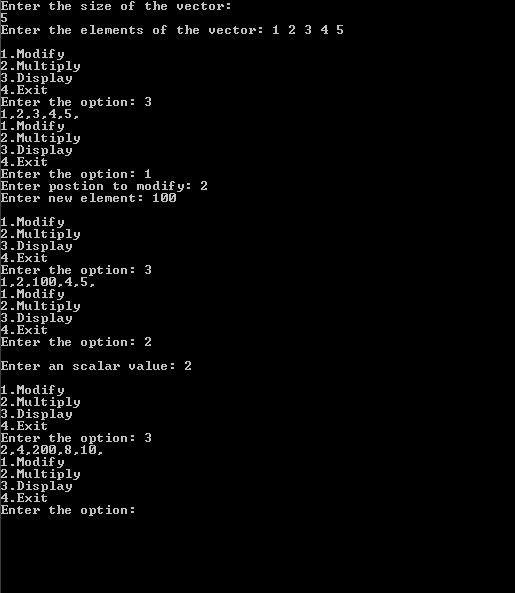 Enter the size of the vector:
5
Enter the elements of the vector: 1 2 3 4 5
1.Modify
2.Multiply
3.Display
4.Exit
Enter the option: 3
1,2,3,4,5,
1.Modify
2.Multiply
3.Display
4.Exit
Enter the option: 1
Enter postion to modify: 2
Enter new element: 100
1.Modify
2.Multiply
3.Display
4.Exit
Enter the option: 3
1,2,100,4,5,
1.Modify
2.Multiply
3.Display
4.Exit
Enter the option: 2
Enter an scalar value: 2
1.Modify
2.Multiply
3.Display
4.Exit
Enter the option: 3
2,4,200,8,10,
1.Modify
2.Multiply
3.Display
4.Exit
Enter the option: